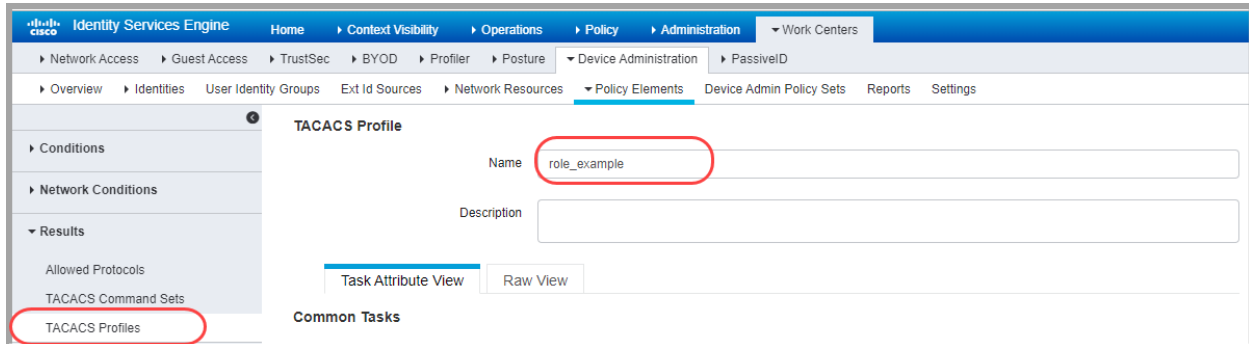 cisco Identity Services Engine Home Context Visibility Operations Policy Administration Work Centers
Network Access Guest Access TrustSec BYOD Profiler Posture Device Administration PassiveID
Overview Identities User Identity Groups Ext Id Sources Network Resources Policy Elements Device Admin Policy Sets Reports Settings
TACACS Profile
Conditions
Name role_example
Network Conditions
Description
Results
Allowed Protocols
Task Attribute View Raw View
TACACS Command Sets
Common Tasks
TACACS Profiles